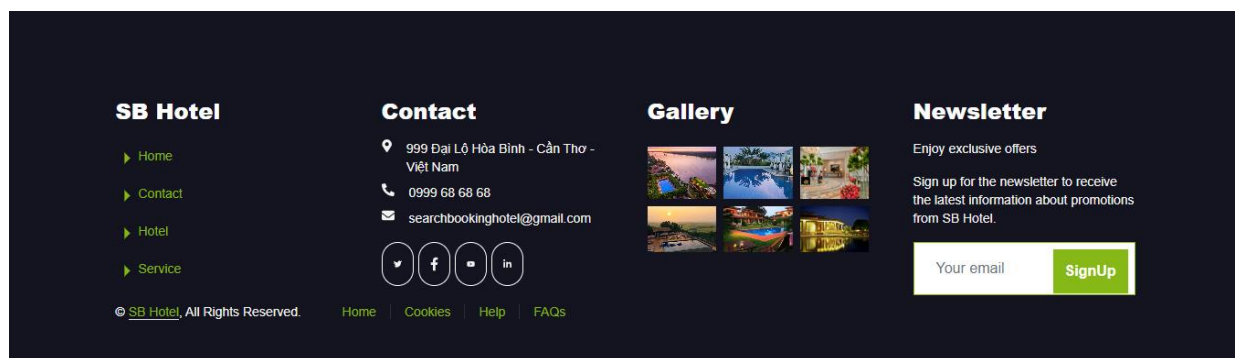 SB Hotel
Home
Contact
Hotel
Service
Contact
999 Đại Lộ Hòa Bình - Cần Thơ -
Việt Nam
0999 68 68 68
searchbookinghotel@gmail.com
in
Gallery
Newsletter
Enjoy exclusive offers
Sign up for the newsletter to receive
the latest information about promotions
from SB Hotel.
Your email
SignUp
© SB Hotel, All Rights Reserved.
Home
Cookies
Help
FAQs